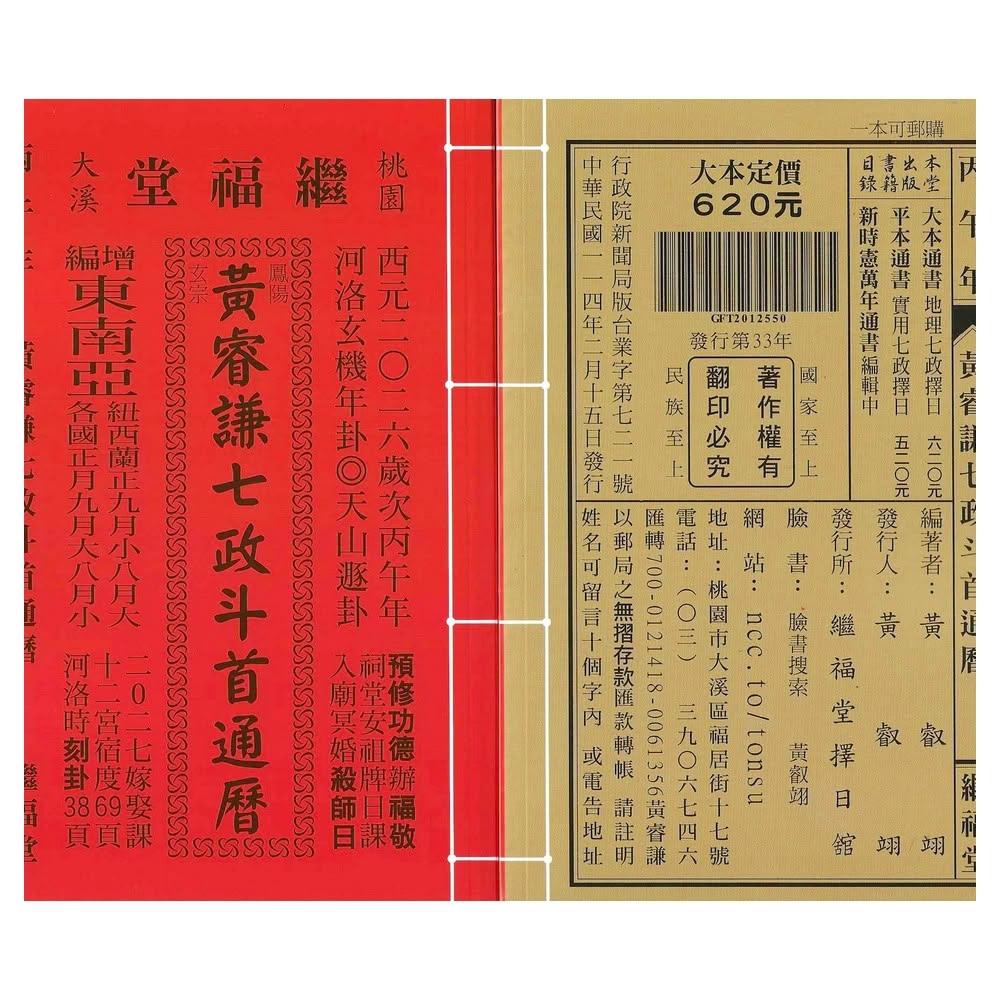 繼福堂
桃園
大溪
西元二〇二六歲次丙午年
河洛玄機年卦◎天山遯卦
鳳陽
玄宗
黃睿謙七政斗首通曆
增編
東南亞
紐西蘭正九月小八月大
各國正月九月大八月小
預修功德辦福敬
祠堂安祖牌日課
入廟冥婚殺師日
二〇二七嫁娶課
十二宮宿度69頁
河洛時刻卦38頁
一本可郵購
丙午年
黃睿謙七政斗首通曆
繼福堂
本堂出版書籍目錄
大本通書 地理七政擇日 六二〇元
平本通書 實用七政擇日 五二〇元
新時憲萬年通書編輯中
大本定價
620元
GFT2012550
發行第33年
國家至上
著作權有
翻印必究
民族至上
行政院新聞局版台業字第七二一號
中華民國一一四年二月十五日發行
編著者：黃叡翊
發行人：黃叡翊
發行所：繼福堂擇日舘
臉書：臉書搜索 黃叡翊
網站：ncc.to/tonsu
地址：桃園市大溪區福居街十七號
電話：（〇三）三九〇六七四六
匯轉700-0121418-0061356黃睿謙
以郵局之無摺存款匯款轉帳 請註明
姓名可留言十個字內 或電告地址